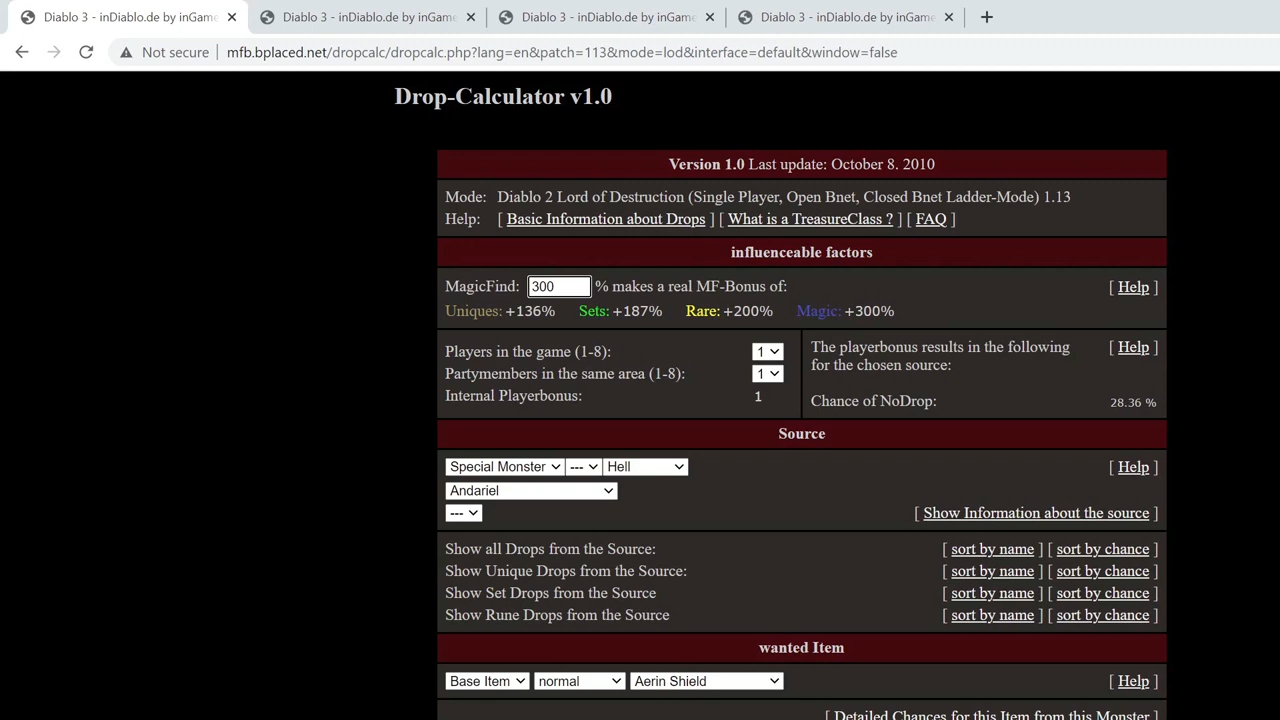 Diablo 3 - inDiablo.de by inGame
Diablo 3 - inDiablo.de by inGame
Diablo 3 - inDiablo.de by inGame
Diablo 3 - inDiablo.de by inGame
Not secure mfb.bplaced.net/dropcalc/dropcalc.php?lang=en&patch=113&mode=lod&interface=default&window=false
Drop-Calculator v1.0
Version 1.0 Last update: October 8. 2010
Mode: Diablo 2 Lord of Destruction (Single Player, Open Bnet, Closed Bnet Ladder-Mode) 1.13
Help: [ Basic Information about Drops ] [ What is a TreasureClass ? ] [ FAQ ]
influenceable factors
MagicFind: 300 % makes a real MF-Bonus of: [ Help ]
Uniques: +136% Sets: +187% Rare: +200% Magic: +300%
Players in the game (1-8): 1
Partymembers in the same area (1-8): 1
Internal Playerbonus: 1
The playerbonus results in the following [ Help ]
for the chosen source:
Chance of NoDrop: 28.36 %
Source
Special Monster --- Hell [ Help ]
Andariel
--- [ Show Information about the source ]
Show all Drops from the Source: [ sort by name ] [ sort by chance ]
Show Unique Drops from the Source: [ sort by name ] [ sort by chance ]
Show Set Drops from the Source [ sort by name ] [ sort by chance ]
Show Rune Drops from the Source [ sort by name ] [ sort by chance ]
wanted Item
Base Item normal Aerin Shield [ Help ]
[ Detailed Chances for this Item from this Monster ]